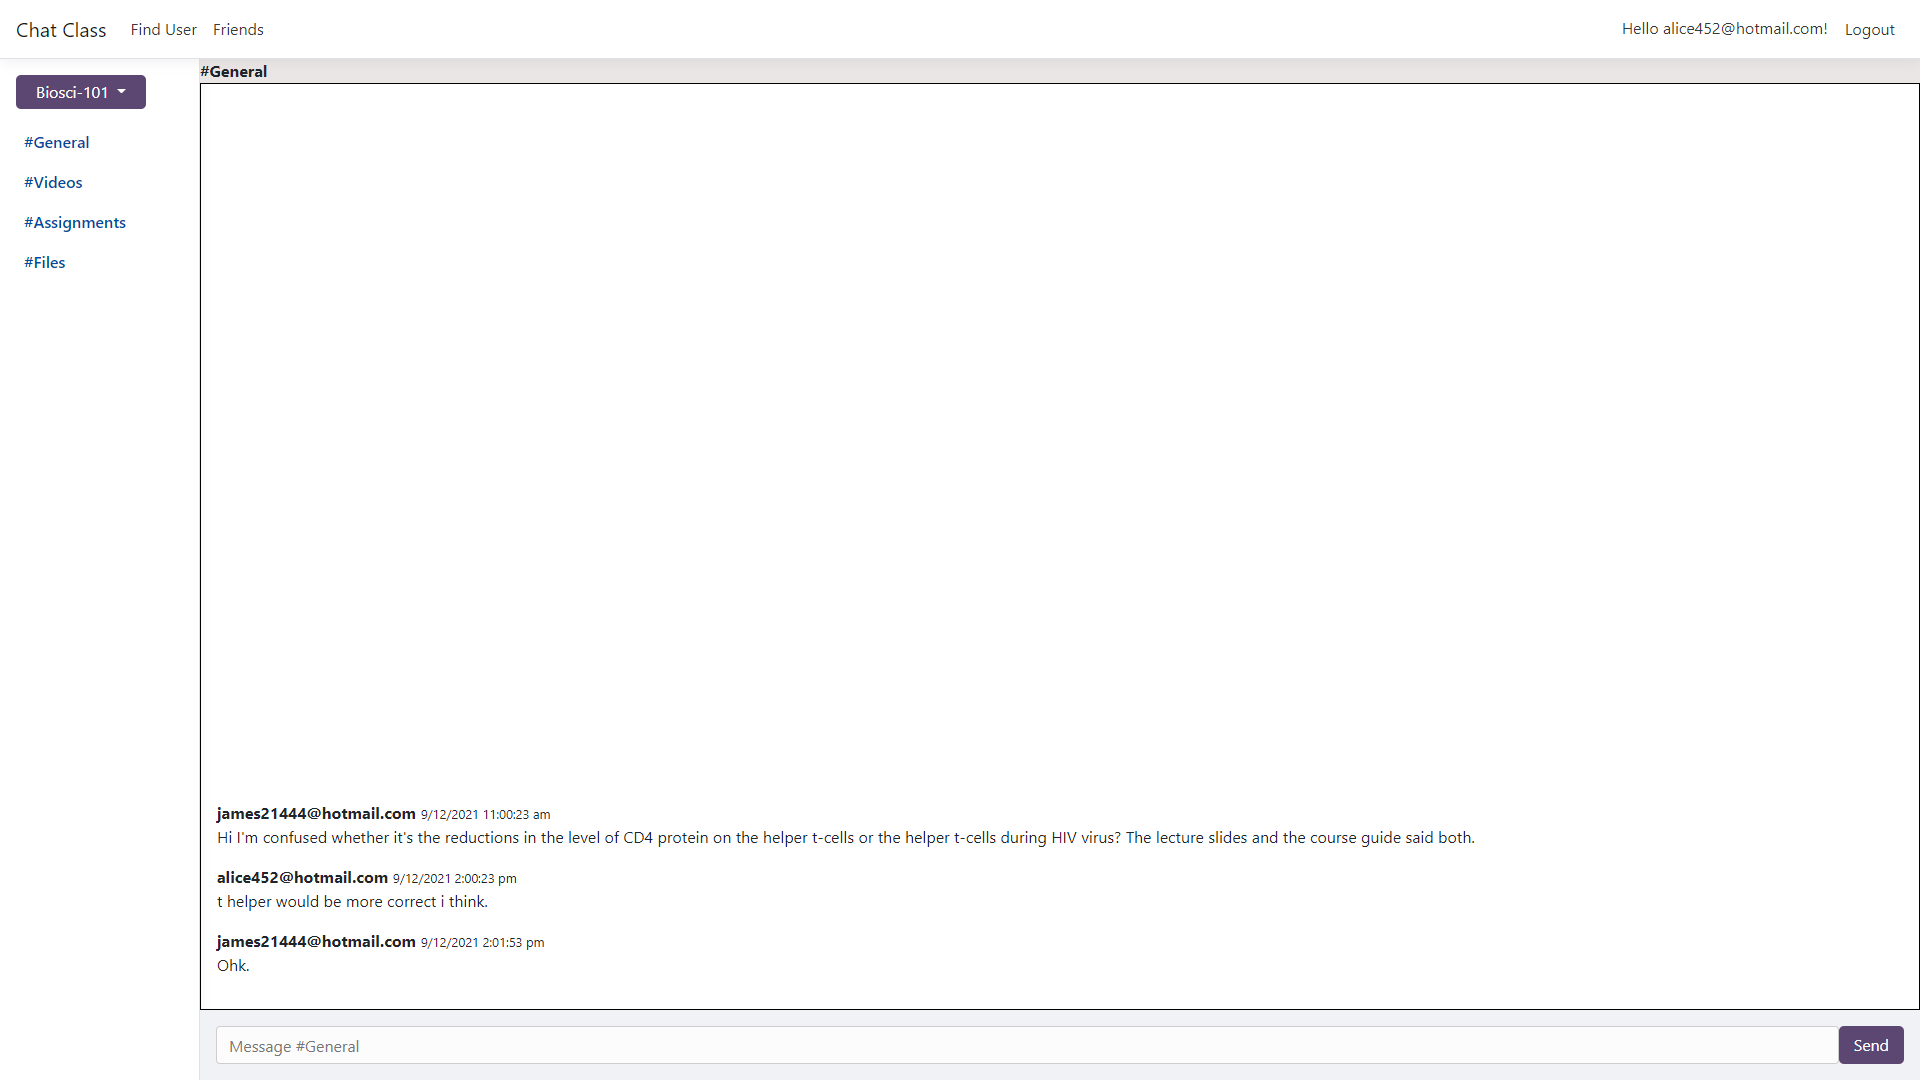 Chat Class Find User Friends Hello alice452@hotmail.com! Logout
Biosci-101
#General
#Videos
#Assignments
#Files
#General
james21444@hotmail.com 9/12/2021 11:00:23 am
Hi I'm confused whether it's the reductions in the level of CD4 protein on the helper t-cells or the helper t-cells during HIV virus? The lecture slides and the course guide said both.
alice452@hotmail.com 9/12/2021 2:00:23 pm
t helper would be more correct i think.
james21444@hotmail.com 9/12/2021 2:01:53 pm
Ohk.
Message #General Send